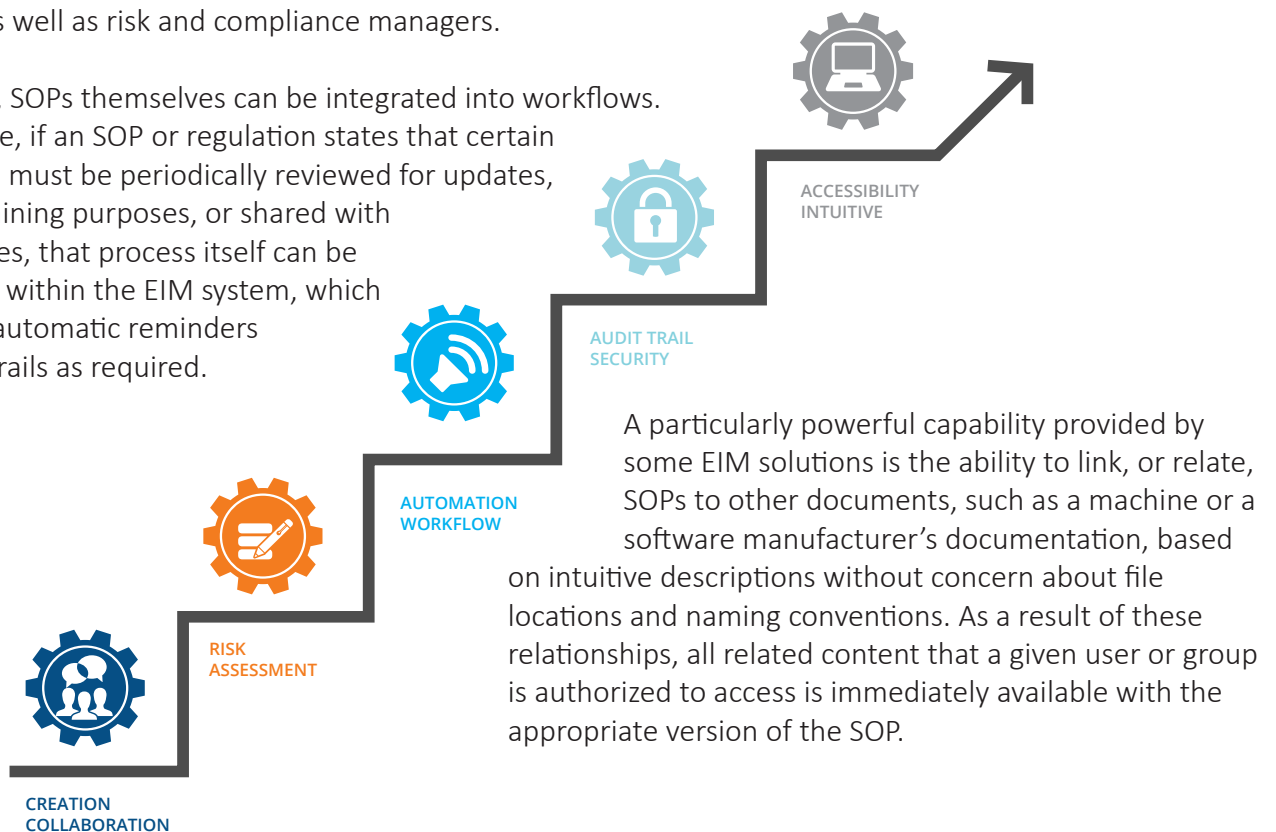 s well as risk and compliance managers.
SOPs themselves can be integrated into workflows.
e, if an SOP or regulation states that certain
must be periodically reviewed for updates,
ining purposes, or shared with
es, that process itself can be
within the EIM system, which
automatic reminders
rails as required.
ACCESSIBILITY
INTUITIVE
AUDIT TRAIL
SECURITY
AUTOMATION
WORKFLOW
RISK
ASSESSMENT
CREATION
COLLABORATION
A particularly powerful capability provided by
some EIM solutions is the ability to link, or relate,
SOPs to other documents, such as a machine or a
software manufacturer’s documentation, based
on intuitive descriptions without concern about file
locations and naming conventions. As a result of these
relationships, all related content that a given user or group
is authorized to access is immediately available with the
appropriate version of the SOP.